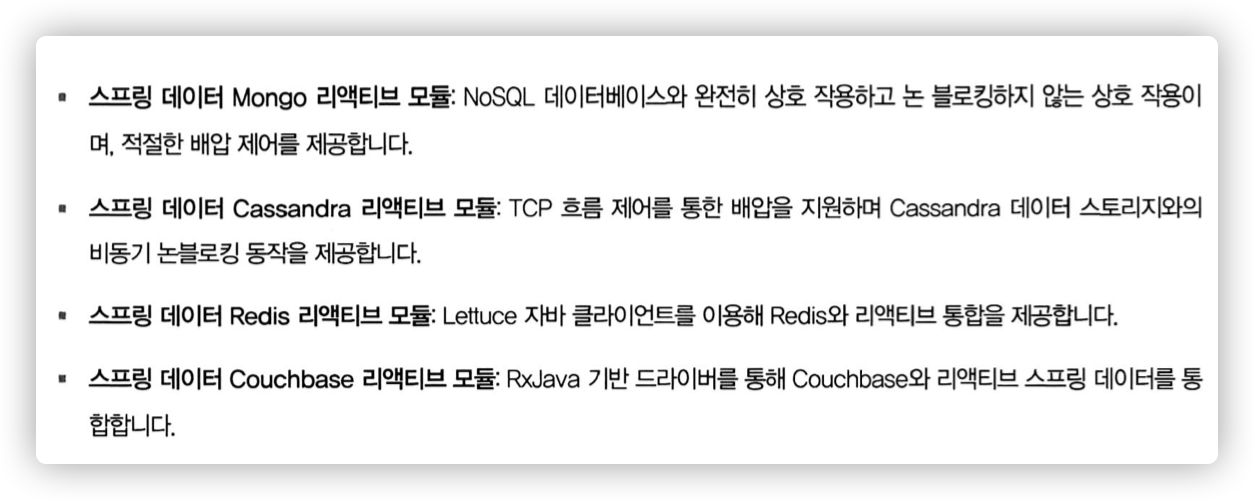 ▪ 스프링 데이터 Mongo 리액티브 모듈: NoSQL 데이터베이스와 완전히 상호 작용하고 논 블로킹하지 않는 상호 작용이
며, 적절한 배압 제어를 제공합니다.
▪ 스프링 데이터 Cassandra 리액티브 모듈: TCP 흐름 제어를 통한 배압을 지원하며 Cassandra 데이터 스토리지와의
비동기 논블로킹 동작을 제공합니다.
▪ 스프링 데이터 Redis 리액티브 모듈: Lettuce 자바 클라이언트를 이용해 Redis와 리액티브 통합을 제공합니다.
▪ 스프링 데이터 Couchbase 리액티브 모듈: RxJava 기반 드라이버를 통해 Couchbase와 리액티브 스프링 데이터를 통
합합니다.